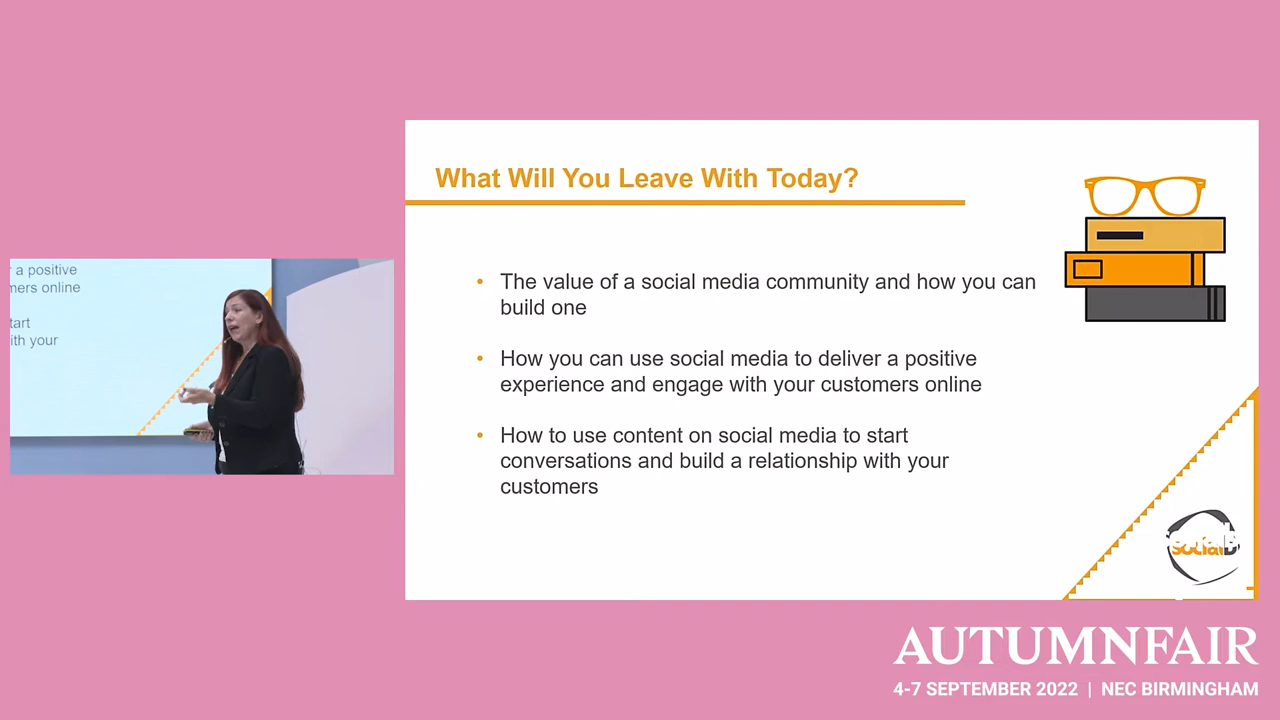 What Will You Leave With Today?
• The value of a social media community and how you can
build one
• How you can use social media to deliver a positive
experience and engage with your customers online
• How to use content on social media to start
conversations and build a relationship with your
customers
a positive
mers online
tart
ith your
socialB
AUTUMNFAIR
4-7 SEPTEMBER 2022 | NEC BIRMINGHAM